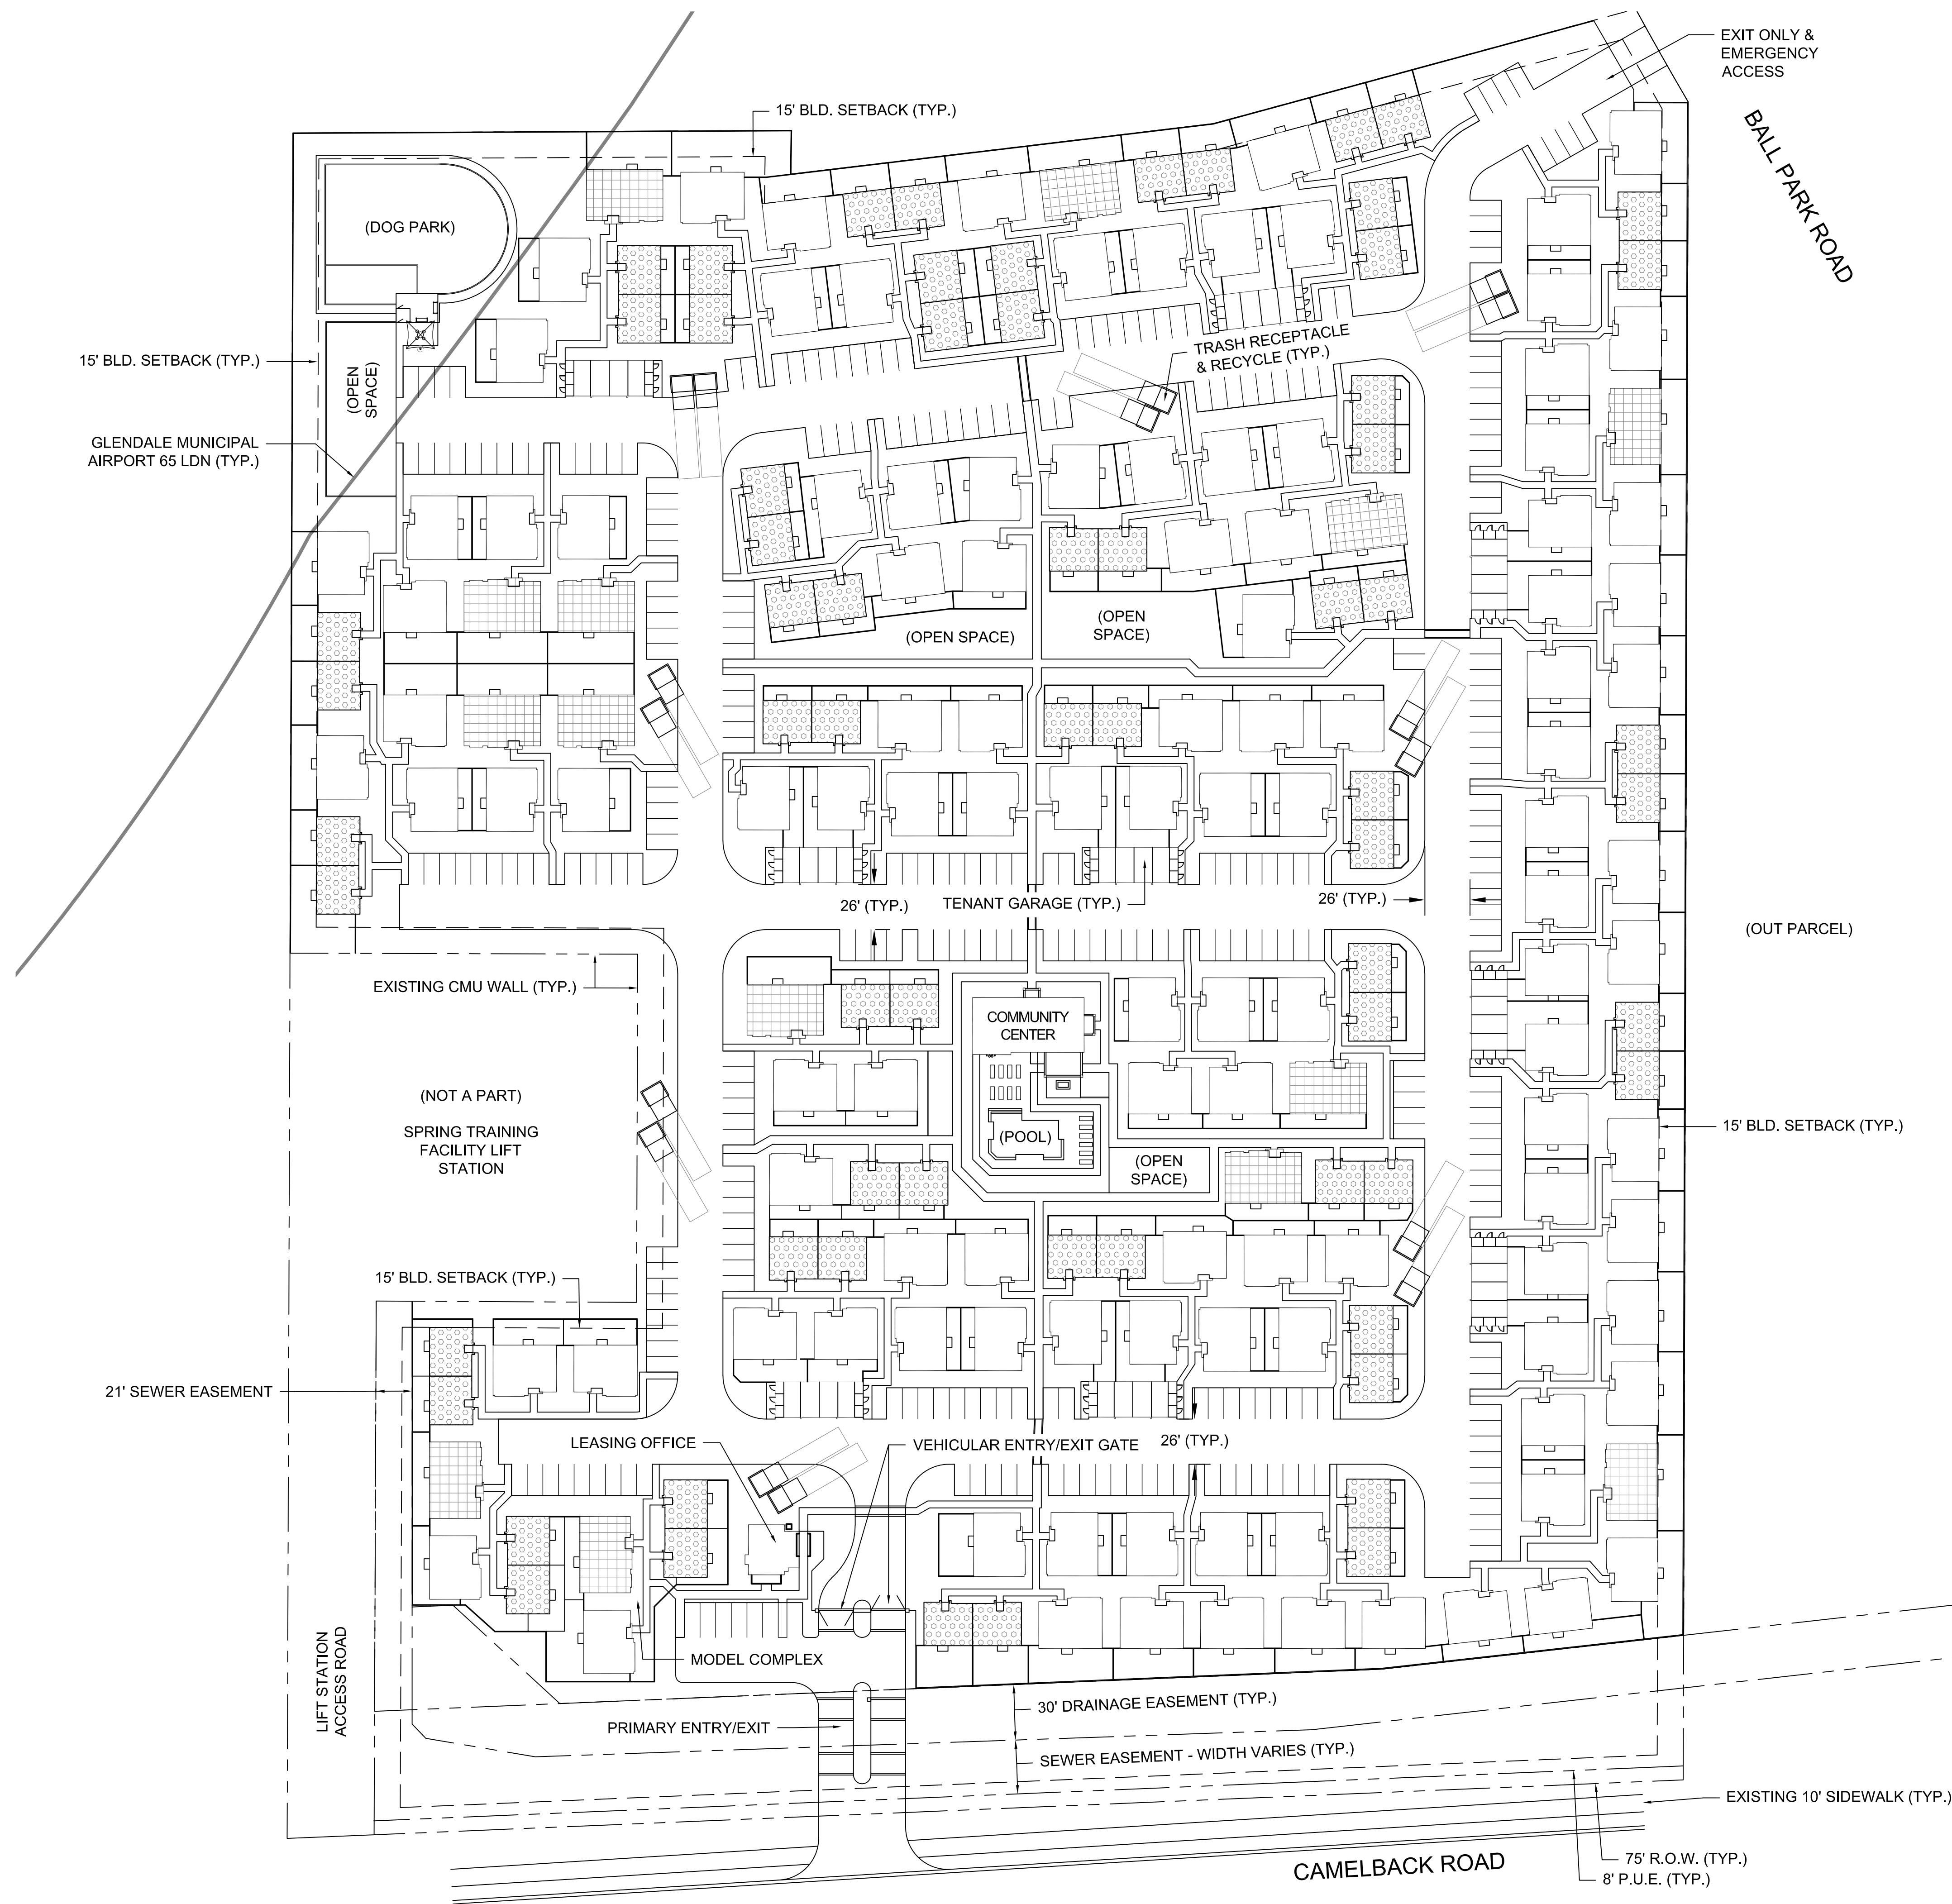 EXIT ONLY &
EMERGENCY
ACCESS
15' BLD. SETBACK (TYP.)
BALL PARK ROAD
(DOG PARK)
15' BLD. SETBACK (TYP.)
(OPEN
SPACE)
TRASH RECEPTACLE
& RECYCLE (TYP.)
GLENDALE MUNICIPAL
AIRPORT 65 LDN (TYP.)
(OPEN SPACE)
(OPEN
SPACE)
26' (TYP.)
TENANT GARAGE (TYP.)
26' (TYP.)
(OUT PARCEL)
EXISTING CMU WALL (TYP.)
COMMUNITY
CENTER
(NOT A PART)
SPRING TRAINING
FACILITY LIFT
STATION
(POOL)
15' BLD. SETBACK (TYP.)
(OPEN
SPACE)
15' BLD. SETBACK (TYP.)
21' SEWER EASEMENT
LEASING OFFICE
VEHICULAR ENTRY/EXIT GATE
26' (TYP.)
LIFT STATION
ACCESS ROAD
MODEL COMPLEX
30' DRAINAGE EASEMENT (TYP.)
PRIMARY ENTRY/EXIT
SEWER EASEMENT - WIDTH VARIES (TYP.)
EXISTING 10' SIDEWALK (TYP.)
CAMELBACK ROAD
75' R.O.W. (TYP.)
8' P.U.E. (TYP.)